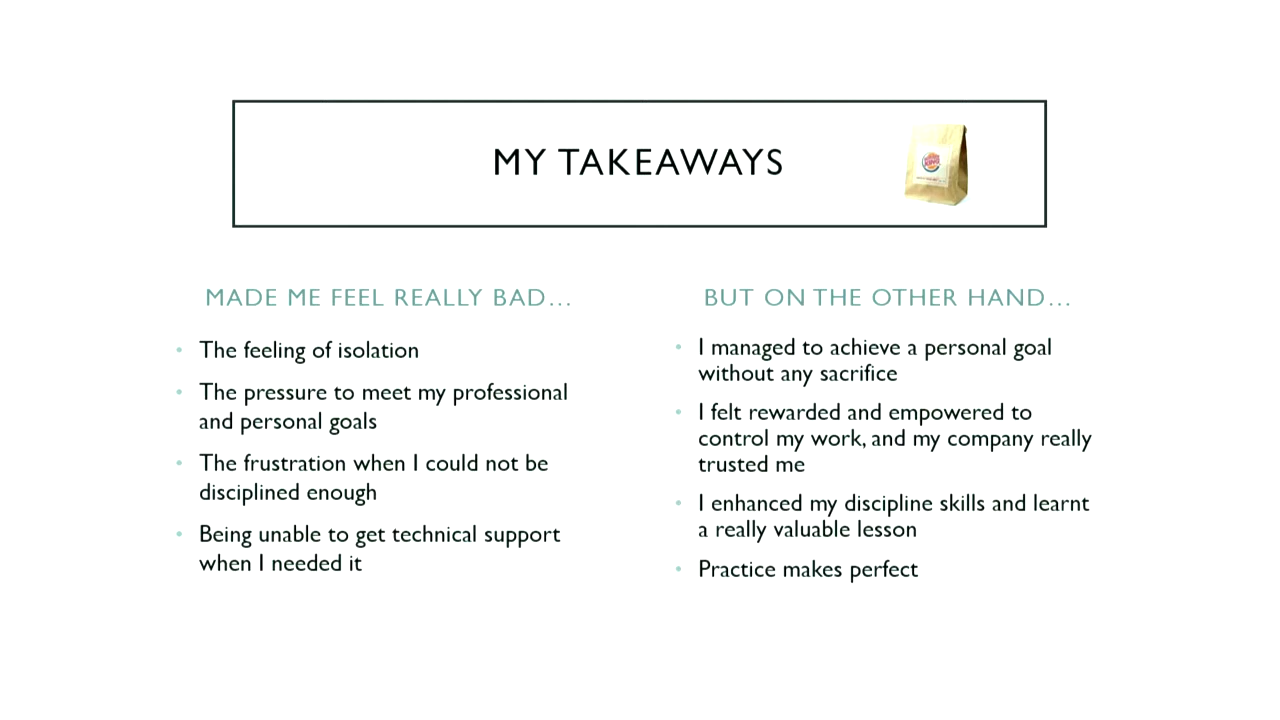 MY TAKEAWAYS
BURGER
KING
MADE ME FEEL REALLY BAD...
• The feeling of isolation
• The pressure to meet my professional
and personal goals
• The frustration when I could not be
disciplined enough
• Being unable to get technical support
when I needed it
BUT ON THE OTHER HAND...
• I managed to achieve a personal goal
without any sacrifice
• I felt rewarded and empowered to
control my work, and my company really
trusted me
• I enhanced my discipline skills and learnt
a really valuable lesson
• Practice makes perfect